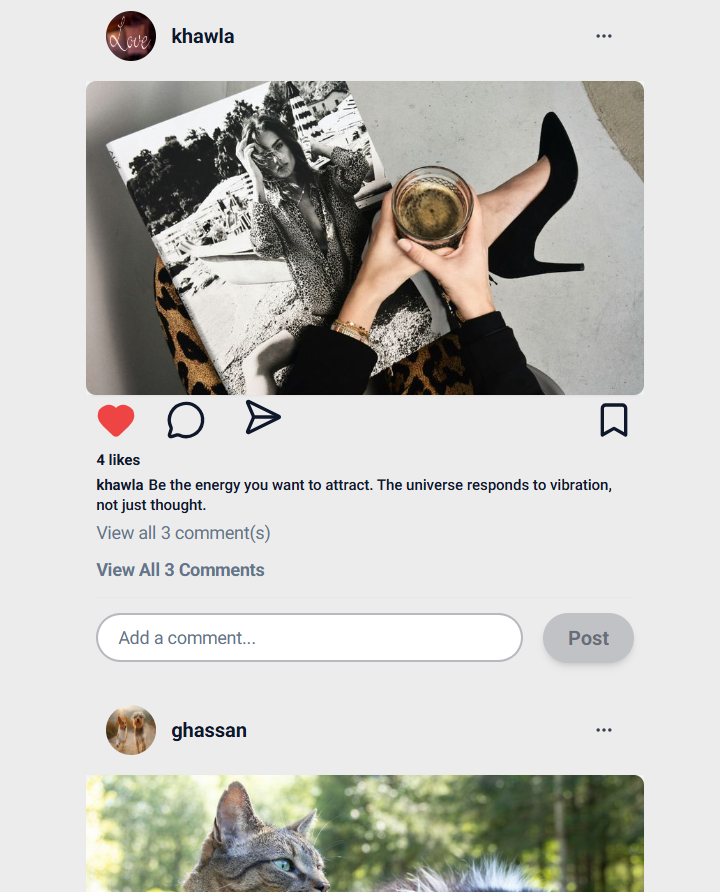 Love
khawla
4 likes
khawla Be the energy you want to attract. The universe responds to vibration,
not just thought.
View all 3 comment(s)
View All 3 Comments
Add a comment...
Post
ghassan